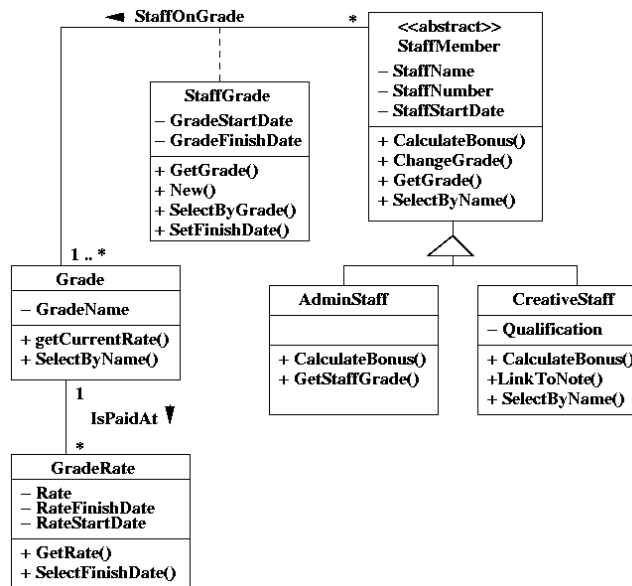 ◄ StaffOnGrade
*
<<abstract>>
StaffMember
– StaffName
– StaffNumber
– StaffStartDate
+ CalculateBonus()
+ ChangeGrade()
+ GetGrade()
+ SelectByName()
StaffGrade
– GradeStartDate
– GradeFinishDate
+ GetGrade()
+ New()
+ SelectByGrade()
+ SetFinishDate()
1 .. *
Grade
– GradeName
+ getCurrentRate()
+ SelectByName()
AdminStaff
+ CalculateBonus()
+ GetStaffGrade()
CreativeStaff
– Qualification
+ CalculateBonus()
+LinkToNote()
+ SelectByName()
1
IsPaidAt ▼
*
GradeRate
– Rate
– RateFinishDate
– RateStartDate
+ GetRate()
+ SelectFinishDate()